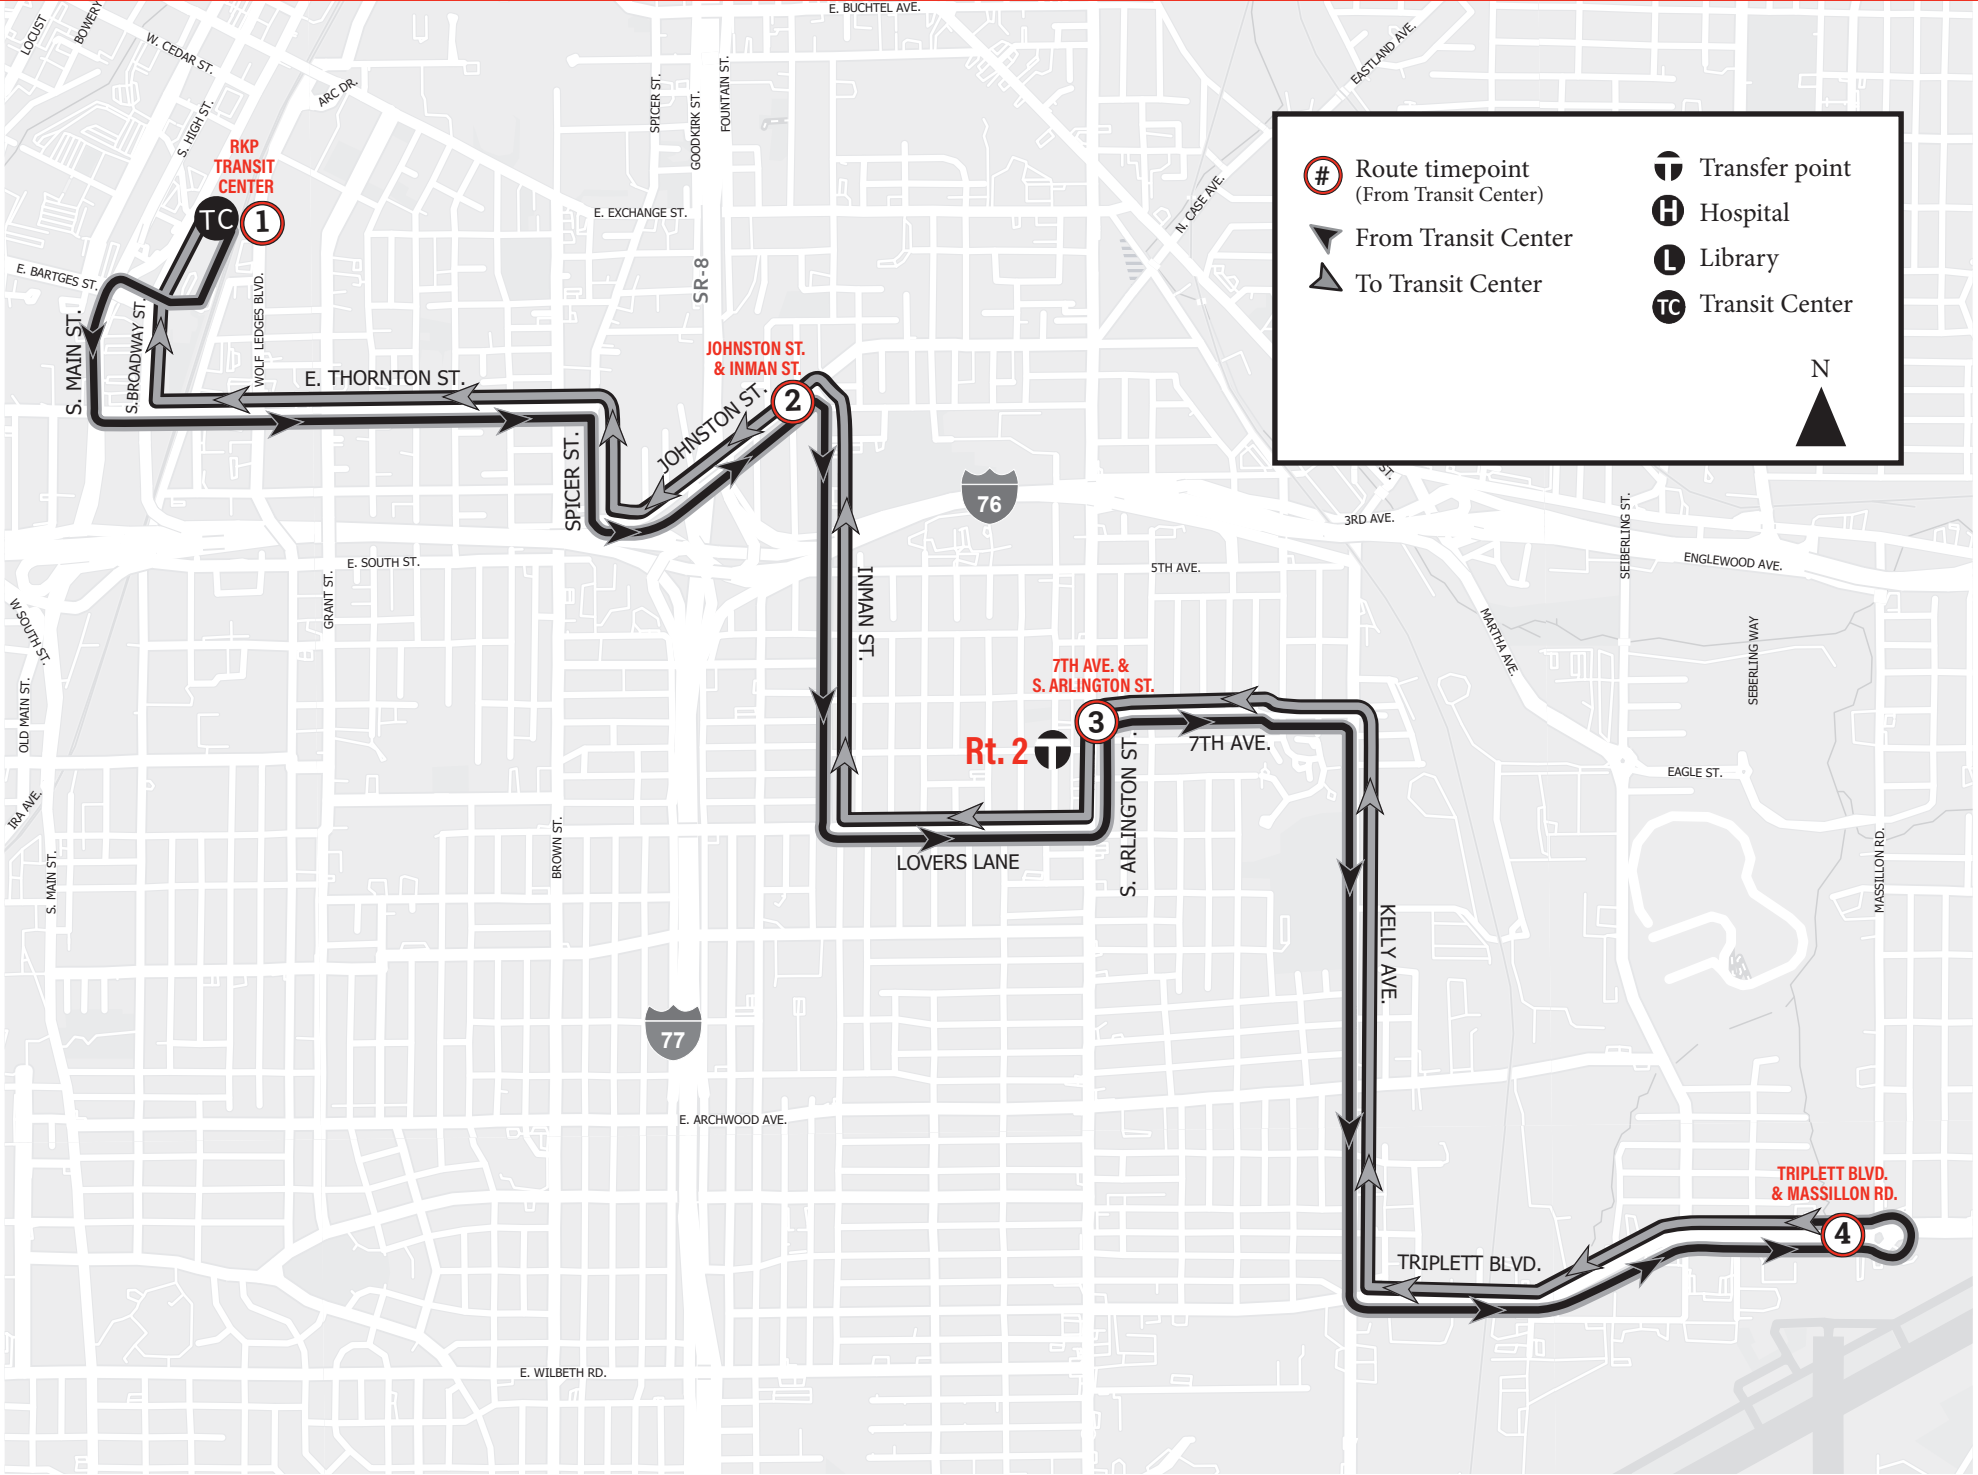 E. BUCHTEL AVE.
LOCUST
BOWERY
W. CEDAR ST.
ARC DR.
S. HIGH ST.
SPICER ST.
GOODKIRK ST.
FOUNTAIN ST.
EASTLAND AVE.
N. CASE AVE.
RKP
TRANSIT
CENTER
TC
1
E. EXCHANGE ST.
SR-8
E. BARTGES ST.
S. MAIN ST.
S.BROADWAY ST.
WOLF LEDGES BLVD.
E. THORNTON ST.
JOHNSTON ST.
& INMAN ST.
2
JOHNSTON ST.
SPICER ST.
# Route timepoint
(From Transit Center)
From Transit Center
To Transit Center
T Transfer point
H Hospital
L Library
TC Transit Center
N
ST.
76
3RD AVE.
SEIBERLING ST.
ENGLEWOOD AVE.
E. SOUTH ST.
GRANT ST.
5TH AVE.
W SOUTH ST.
INMAN ST.
MARTHA AVE.
SEBERLING WAY
OLD MAIN ST.
7TH AVE. &
S. ARLINGTON ST.
3
Rt. 2 T
7TH AVE.
S. ARLINGTON ST.
EAGLE ST.
IRA AVE.
S. MAIN ST.
BROWN ST.
LOVERS LANE
MASSILLON RD.
KELLY AVE.
77
E. ARCHWOOD AVE.
TRIPLETT BLVD.
& MASSILLON RD.
4
TRIPLETT BLVD.
E. WILBETH RD.